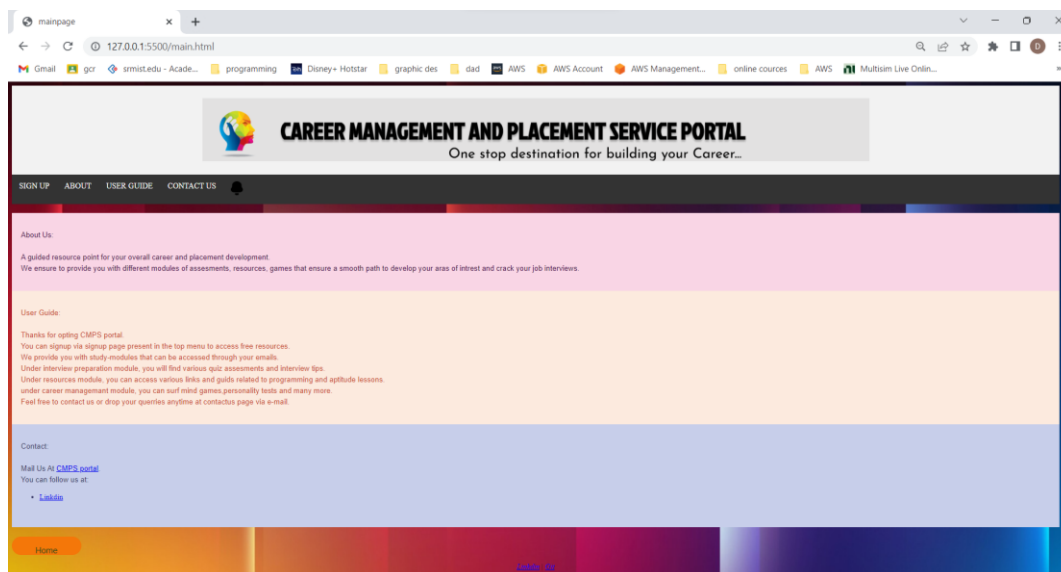 mainpage
127.0.0.1:5500/main.html
Gmail gcr srmist.edu - Acade... programming Disney+ Hotstar graphic des dad AWS AWS Account AWS Management... online cources AWS Multisim Live Onlin...
CAREER MANAGEMENT AND PLACEMENT SERVICE PORTAL
One stop destination for building your Career...
SIGN UP ABOUT USER GUIDE CONTACT US
About Us:
A guided resource point for your overall career and placement development.
We ensure to provide you with different modules of assesments, resources, games that ensure a smooth path to develop your aras of intrest and crack your job interviews.
User Guide:
Thanks for opting CMPS portal.
You can signup via signup page present in the top menu to access free resources.
We provide you with study-modules that can be accessed through your emails.
Under interview preparation module, you will find various quiz assesments and interview tips.
Under resources module, you can access various links and guids related to programming and aptitude lessons.
under career managemant module, you can surf mind games,personality tests and many more.
Feel free to contact us or drop your querries anytime at contactus page via e-mail.
Contact:
Mail Us At CMPS portal.
You can follow us at:
Linkdin
Home